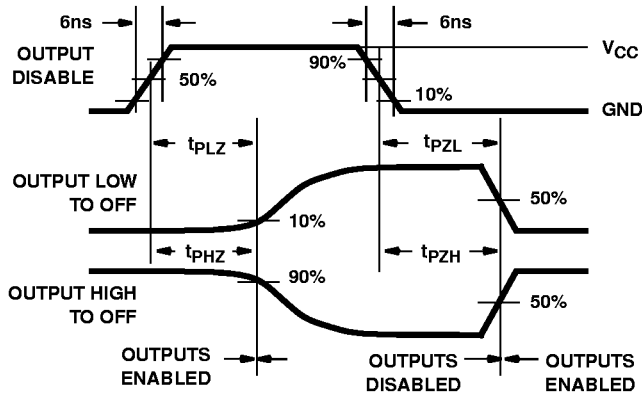 6ns
6ns
OUTPUT
DISABLE
50%
90%
10%
VCC
GND
tPLZ
tPZL
OUTPUT LOW
TO OFF
10%
50%
tPHZ
tPZH
OUTPUT HIGH
TO OFF
90%
50%
OUTPUTS
ENABLED
OUTPUTS
DISABLED
OUTPUTS
ENABLED